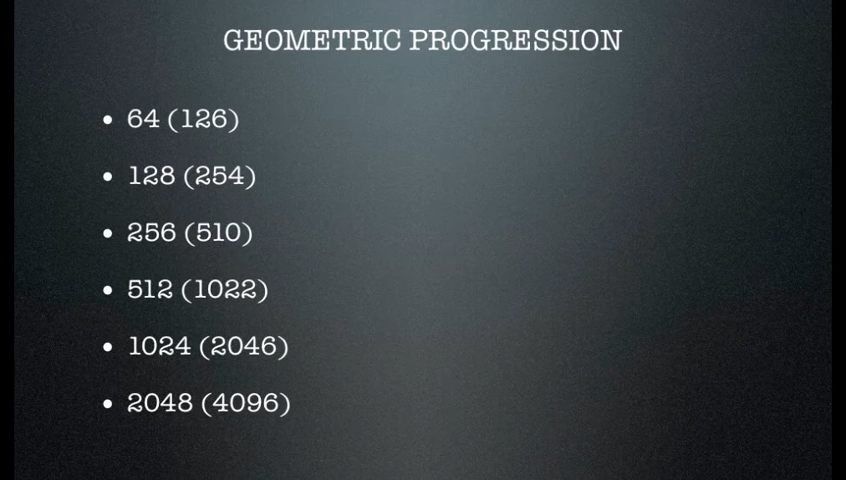 GEOMETRIC PROGRESSION
• 64 (126)
• 128 (254)
• 256 (510)
• 512 (1022)
• 1024 (2046)
• 2048 (4096)